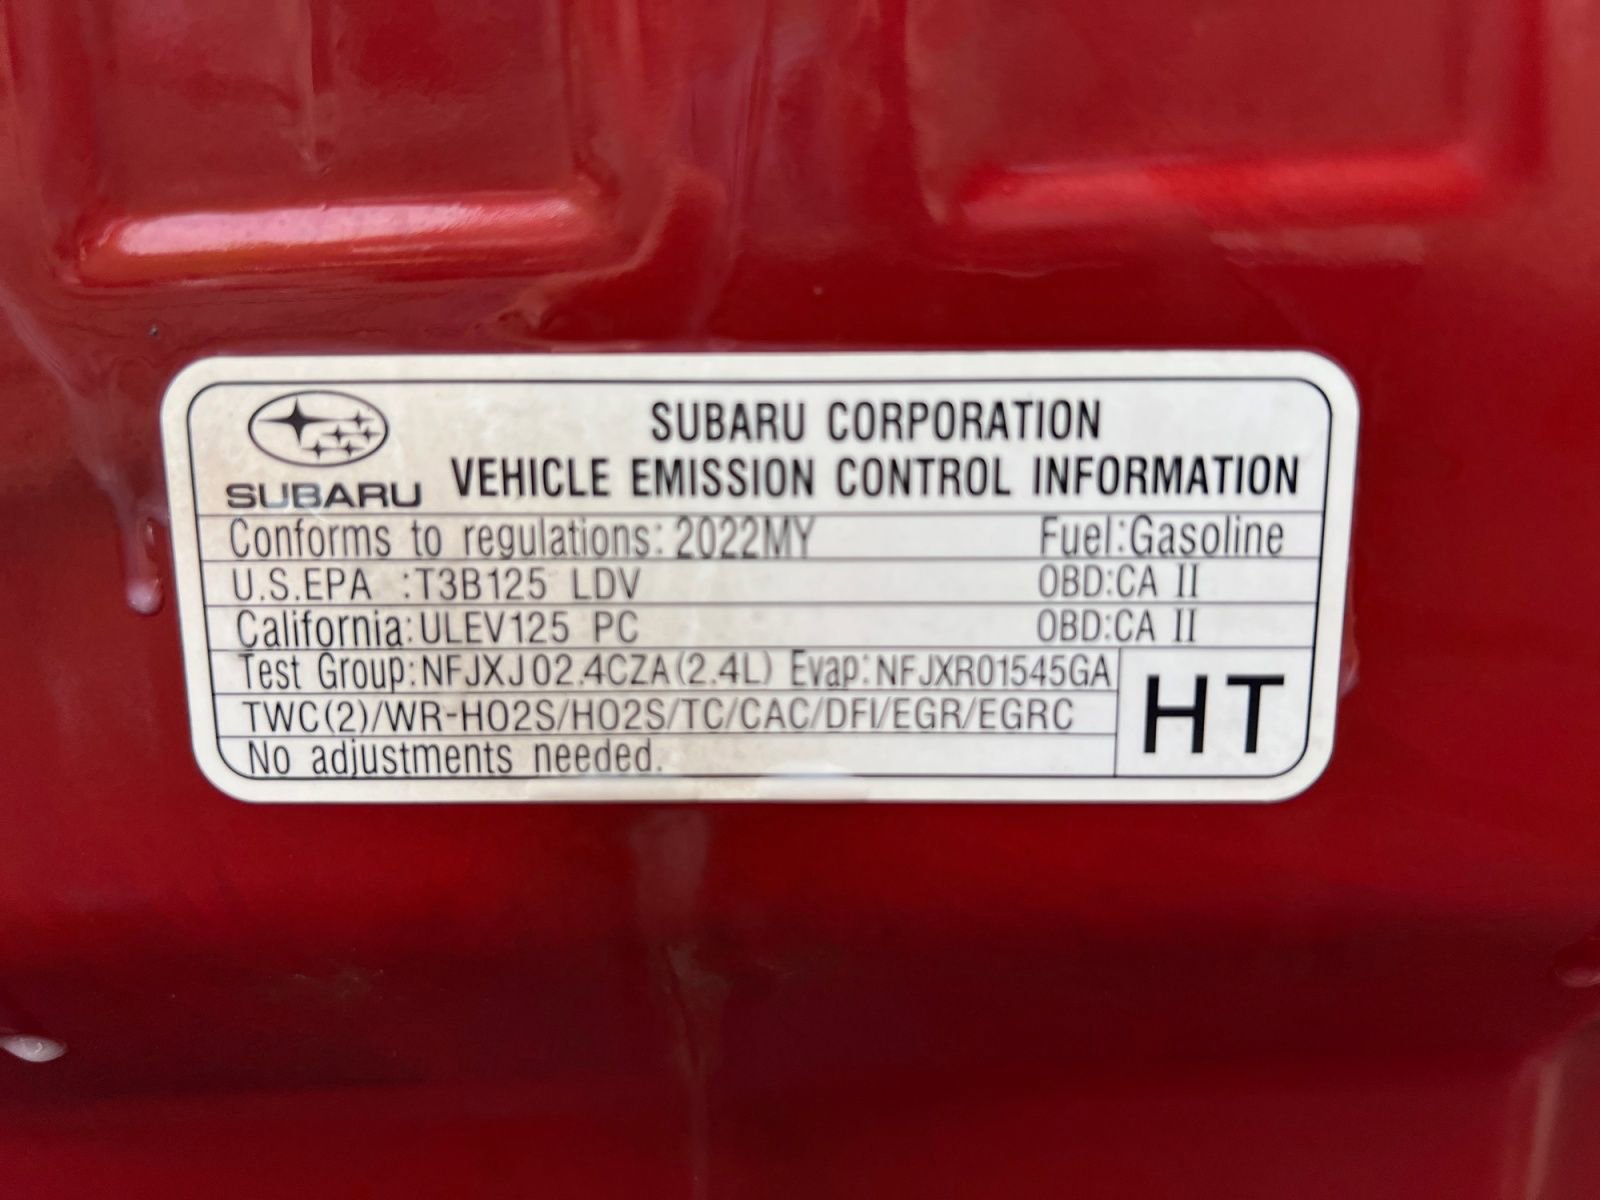 SUBARU
SUBARU CORPORATION
VEHICLE EMISSION CONTROL INFORMATION
Conforms to regulations: 2022MY Fuel:Gasoline
U.S.EPA :T3B125 LDV OBD:CA II
California:ULEV125 PC OBD:CA II
Test Group:NFJXJ02.4CZA(2.4L) Evap:NFJXR01545GA
TWC(2)/WR-HO2S/HO2S/TC/CAC/DFI/EGR/EGRC
No adjustments needed.
HT